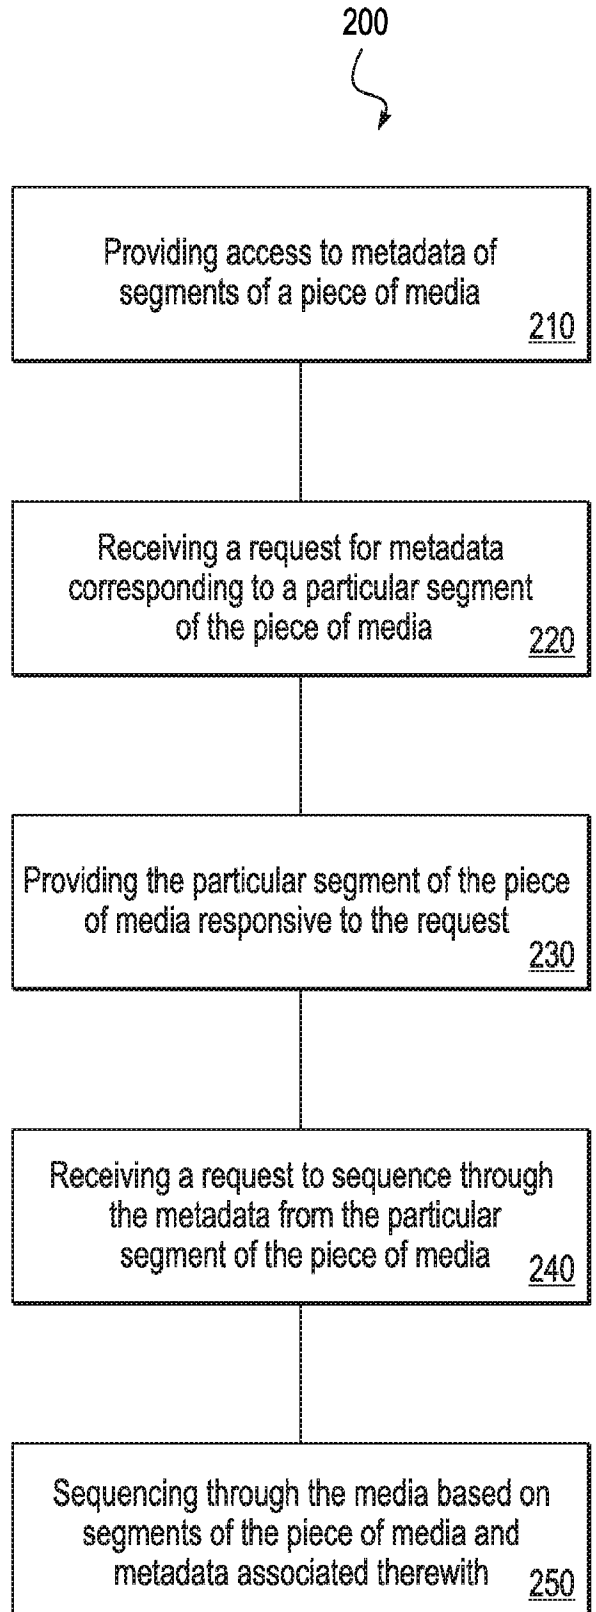 200
Providing access to metadata of
segments of a piece of media
210
Receiving a request for metadata
corresponding to a particular segment
of the piece of media
220
Providing the particular segment of the piece
of media responsive to the request
230
Receiving a request to sequence through
the metadata from the particular
segment of the piece of media
240
Sequencing through the media based on
segments of the piece of media and
metadata associated therewith
250